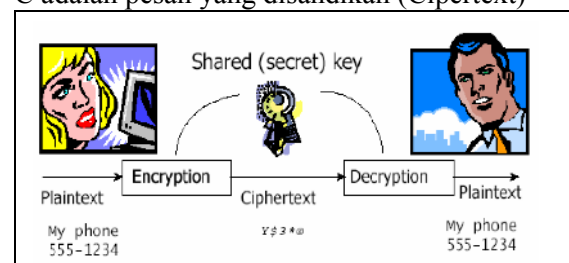 C adalah pesan yang disandikan (Cipertext)
Shared (secret) key
Encryption
Decryption
Plaintext
Ciphertext
Plaintext
My phone
555-1234
Y$3*@
My phone
555-1234